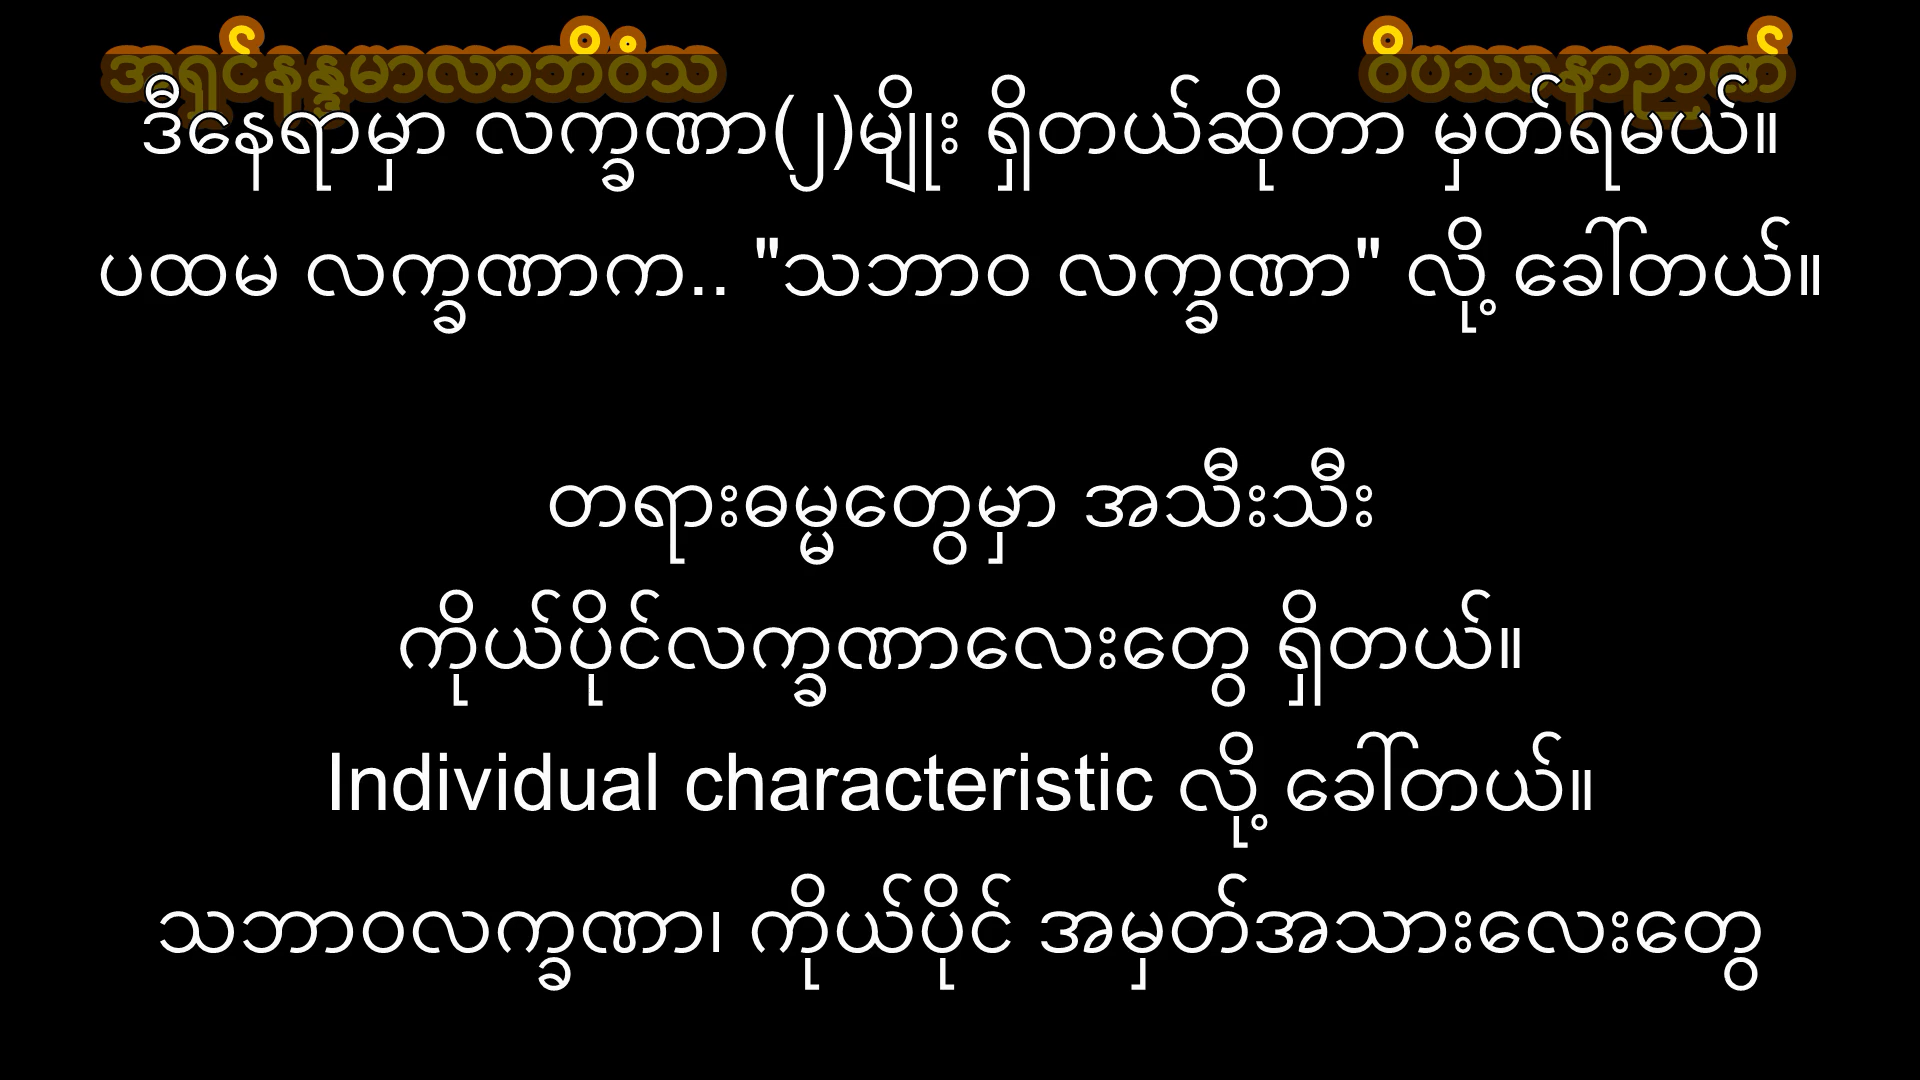 အရှင်နန္ဒမာလာဘိဝံသ ဝိပဿနာဉာဏ်
ဒီနေရာမှာ လက္ခဏာ(၂)မျိုး ရှိတယ်ဆိုတာ မှတ်ရမယ်။
ပထမ လက္ခဏာက.. "သဘာဝ လက္ခဏာ" လို့ ခေါ်တယ်။
တရားဓမ္မတွေမှာ အသီးသီး
ကိုယ်ပိုင်လက္ခဏာလေးတွေ ရှိတယ်။
Individual characteristic လို့ ခေါ်တယ်။
သဘာဝလက္ခဏာ၊ ကိုယ်ပိုင် အမှတ်အသားလေးတွေ